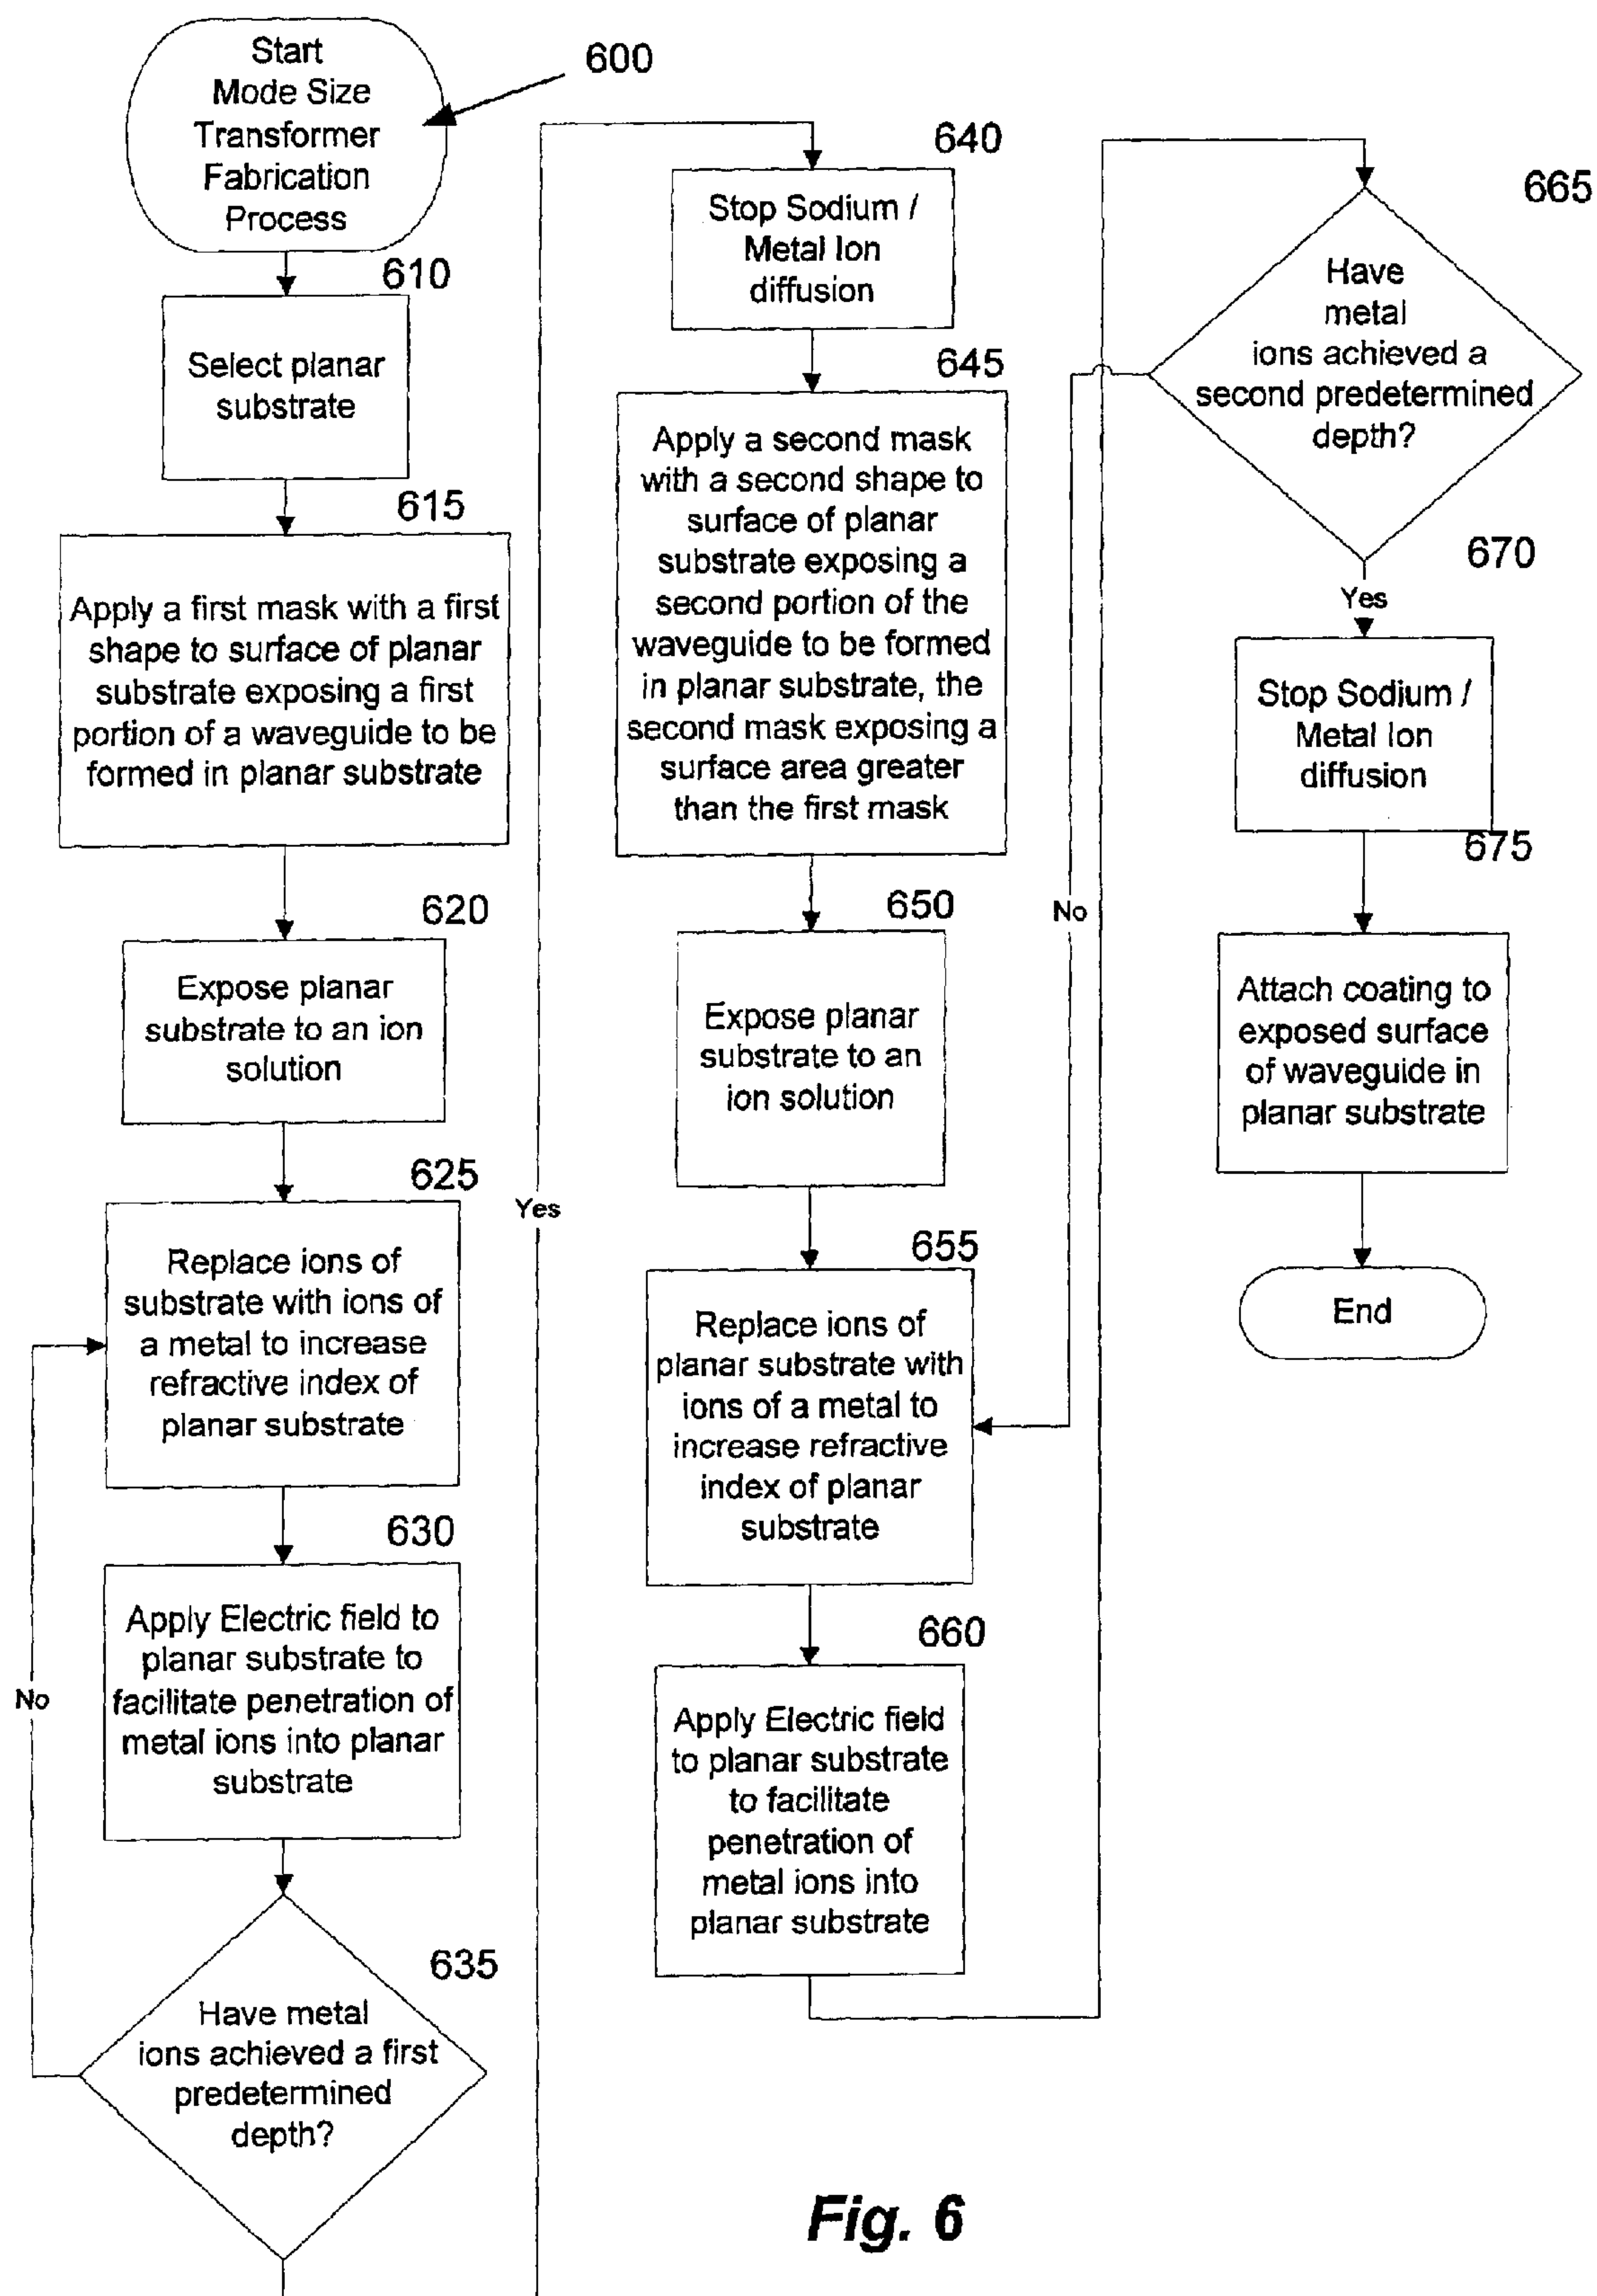 Start
Mode Size
Transformer
Fabrication
Process
600
610
Select planar
substrate
615
Apply a first mask with a first
shape to surface of planar
substrate exposing a first
portion of a waveguide to be
formed in planar substrate
620
Expose planar
substrate to an ion
solution
625
Replace ions of
substrate with ions of
a metal to increase
refractive index of
planar substrate
630
Apply Electric field to
planar substrate to
facilitate penetration of
metal ions into planar
substrate
No
635
Have metal
ions achieved a first
predetermined
depth?
Yes
640
Stop Sodium /
Metal Ion
diffusion
645
Apply a second mask
with a second shape to
surface of planar
substrate exposing a
second portion of the
waveguide to be formed
in planar substrate, the
second mask exposing a
surface area greater
than the first mask
650
Expose planar
substrate to an
ion solution
655
Replace ions of
planar substrate with
ions of a metal to
increase refractive
index of planar
substrate
660
Apply Electric field
to planar substrate
to facilitate
penetration of
metal ions into
planar substrate
No
665
Have
metal
ions achieved a
second predetermined
depth?
670
Yes
Stop Sodium /
Metal Ion
diffusion
675
Attach coating to
exposed surface
of waveguide in
planar substrate
End
Fig. 6